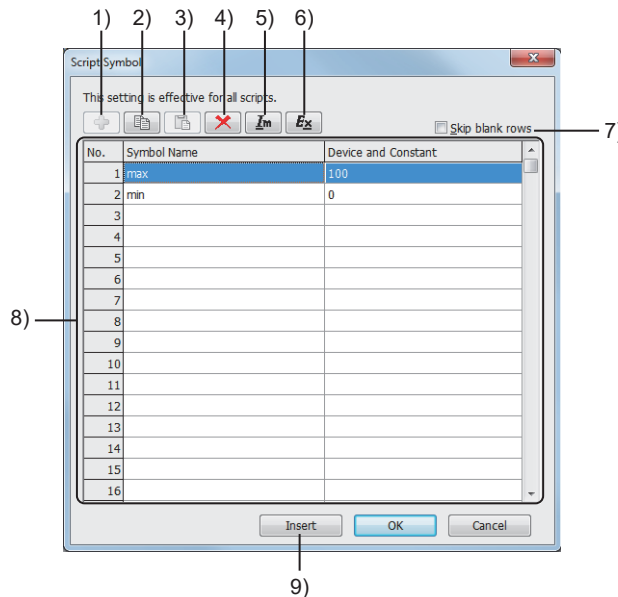 1) 2) 3) 4) 5) 6)
Script Symbol
This setting is effective for all scripts.
Im Ex
Skip blank rows
7)
No. Symbol Name Device and Constant
1 max 100
2 min 0
3
4
5
6
7
8)
8
9
10
11
12
13
14
15
16
Insert OK Cancel
9)